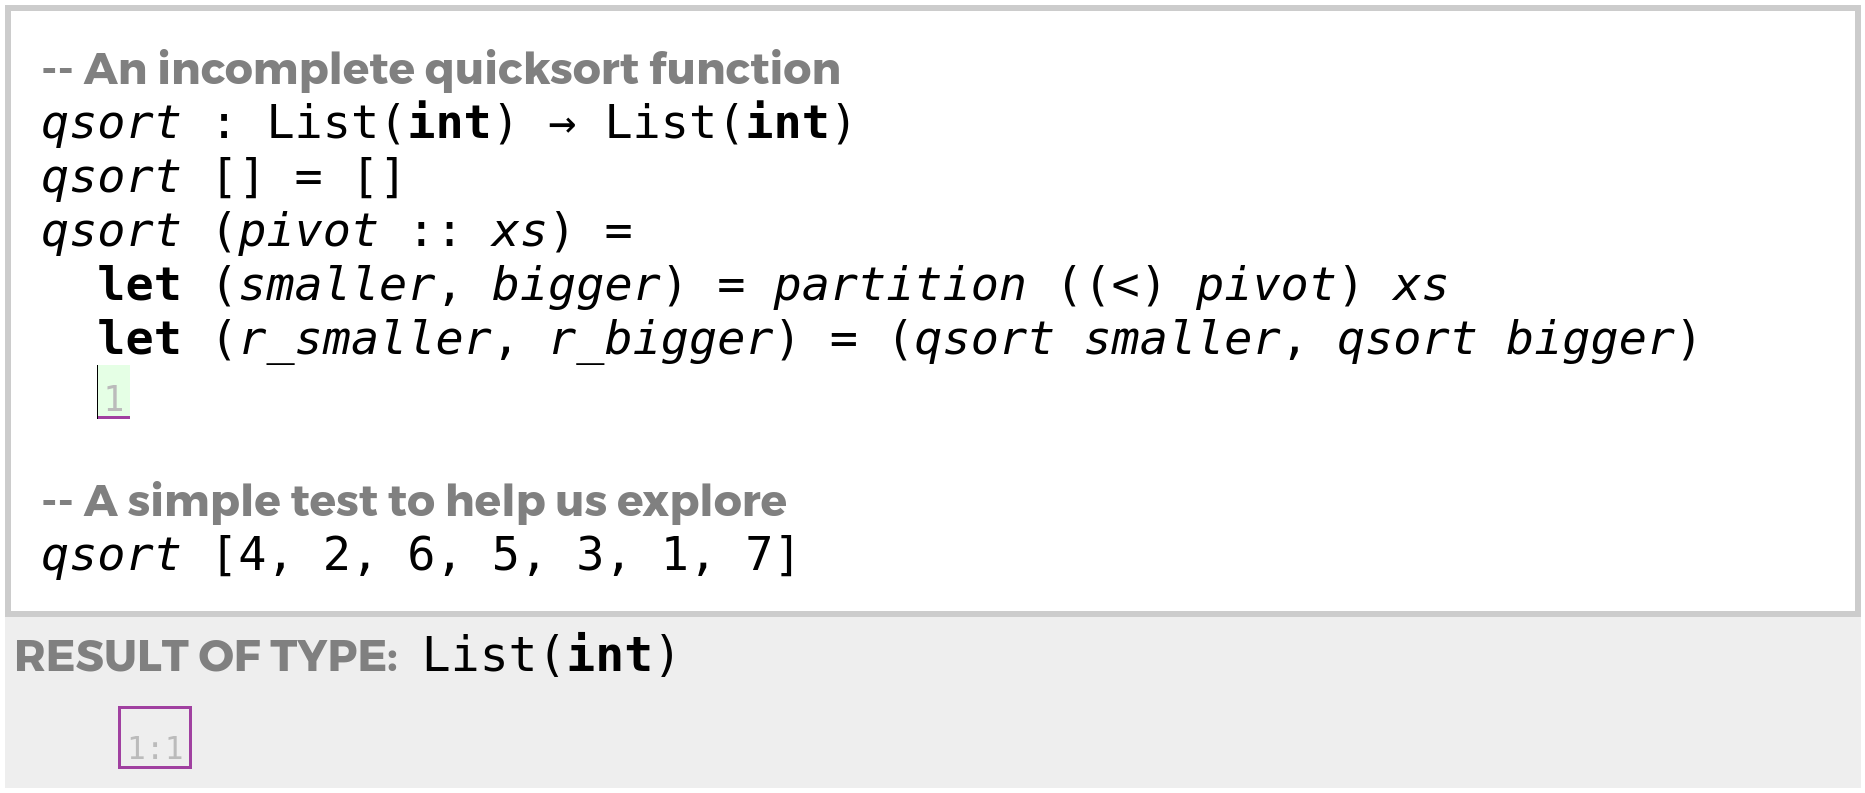 -- An incomplete quicksort function
qsort : List(int) → List(int)
qsort [] = []
qsort (pivot :: xs) =
  let (smaller, bigger) = partition ((<) pivot) xs
  let (r_smaller, r_bigger) = (qsort smaller, qsort bigger)
  1
-- A simple test to help us explore
qsort [4, 2, 6, 5, 3, 1, 7]
RESULT OF TYPE: List(int)
1:1